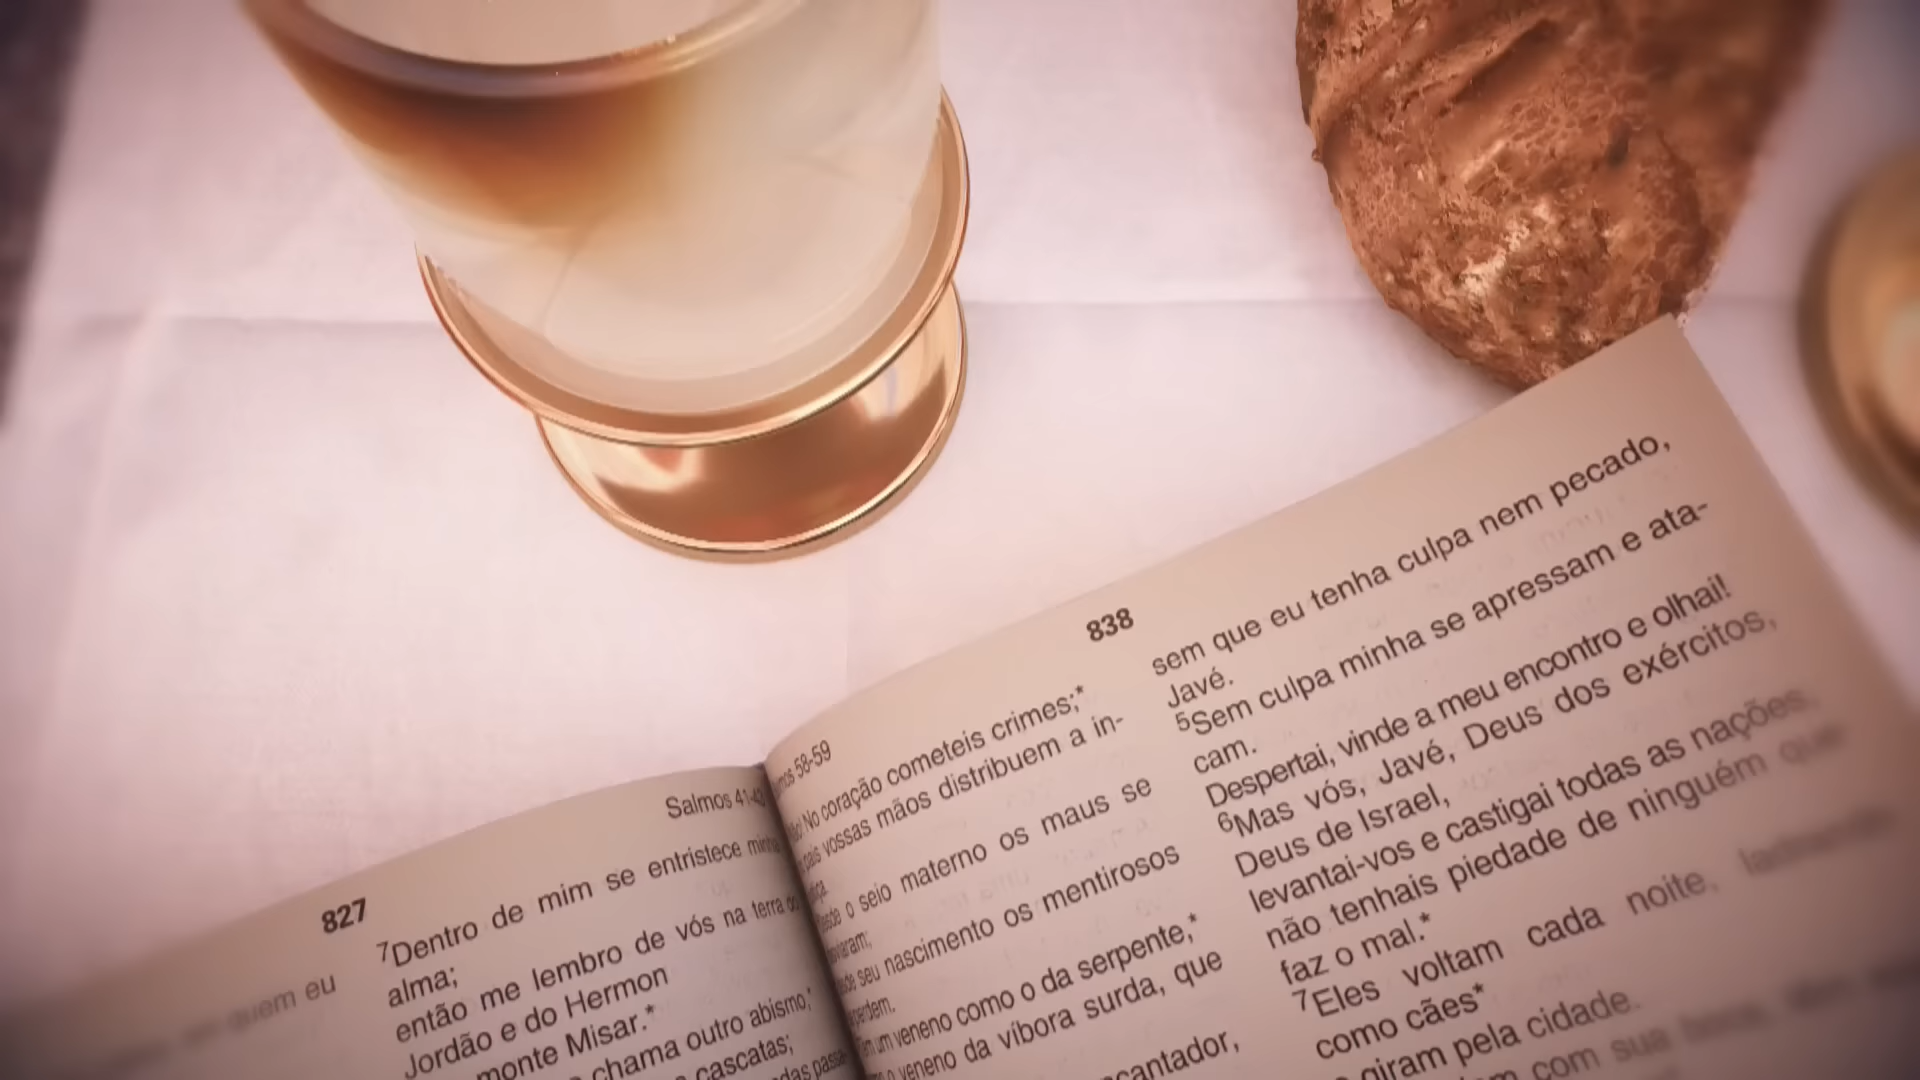 827
Salmos 41-42
quem eu
7Dentro de mim se entristece minha
alma;
então me lembro de vós na terra do
Jordão e do Hermon
monte Misar.*
chama outro abismo,*
cascatas;
838
58-59
No coração cometeis crimes;*
vossas mãos distribuem a in-
o seio materno os maus se
seu nascimento os mentirosos
veneno como o da serpente,*
veneno da víbora surda, que
sem que eu tenha culpa nem pecado,
Javé.
5Sem culpa minha se apressam e ata-
cam.
Despertai, vinde a meu encontro e olhai!
6Mas vós, Javé, Deus dos exércitos,
Deus de Israel,
levantai-vos e castigai todas as nações.
não tenhais piedade de ninguém que
faz o mal.*
7Eles voltam cada noite,
como cães*
giram pela cidade.
com sua